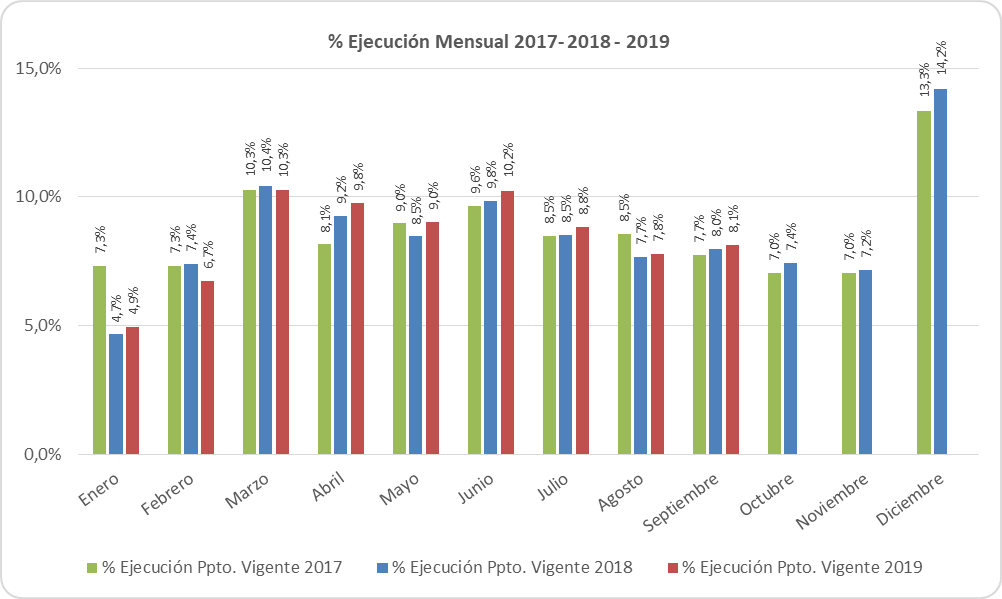 % Ejecución Mensual 2017- 2018 - 2019
15,0%
10,0%
5,0%
0,0%
7,3%
4,7%
4,9%
7,3%
7,4%
6,7%
10,3%
10,4%
10,3%
8,1%
9,2%
9,8%
9,0%
8,5%
9,0%
9,6%
9,8%
10,2%
8,5%
8,5%
8,8%
8,5%
7,7%
7,8%
7,7%
8,0%
8,1%
7,0%
7,4%
7,0%
7,2%
13,3%
14,2%
Enero
Febrero
Marzo
Abril
Mayo
Junio
Julio
Agosto
Septiembre
Octubre
Noviembre
Diciembre
% Ejecución Ppto. Vigente 2017
% Ejecución Ppto. Vigente 2018
% Ejecución Ppto. Vigente 2019